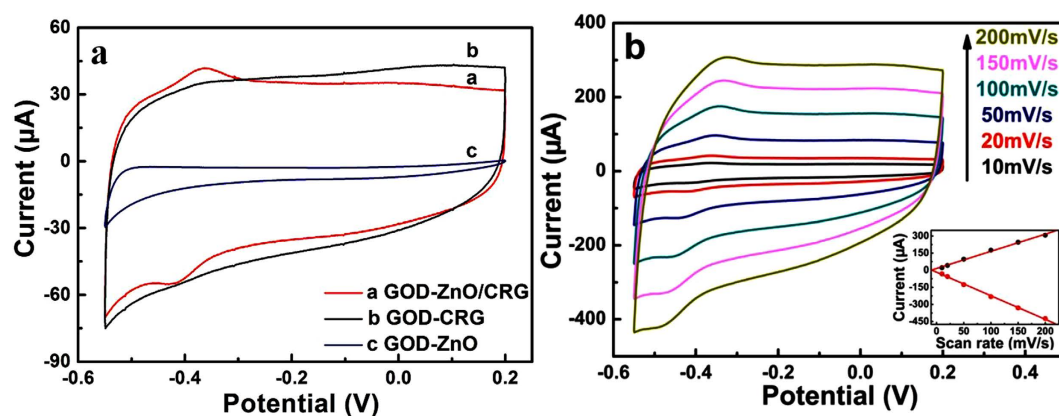 a
60
30
0
-30
-60
-90
Current (µA)
-0.6 -0.4 -0.2 0.0 0.2
Potential (V)
b
a
c
a GOD-ZnO/CRG
b GOD-CRG
c GOD-ZnO
b
400
200
0
-200
-400
Current (µA)
-0.6 -0.4 -0.2 0.0 0.2 0.4
Potential (V)
200mV/s
150mV/s
100mV/s
50mV/s
20mV/s
10mV/s
300
150
0
-150
-300
-450
Current (µA)
0 50 100 150 200
Scan rate (mV/s)